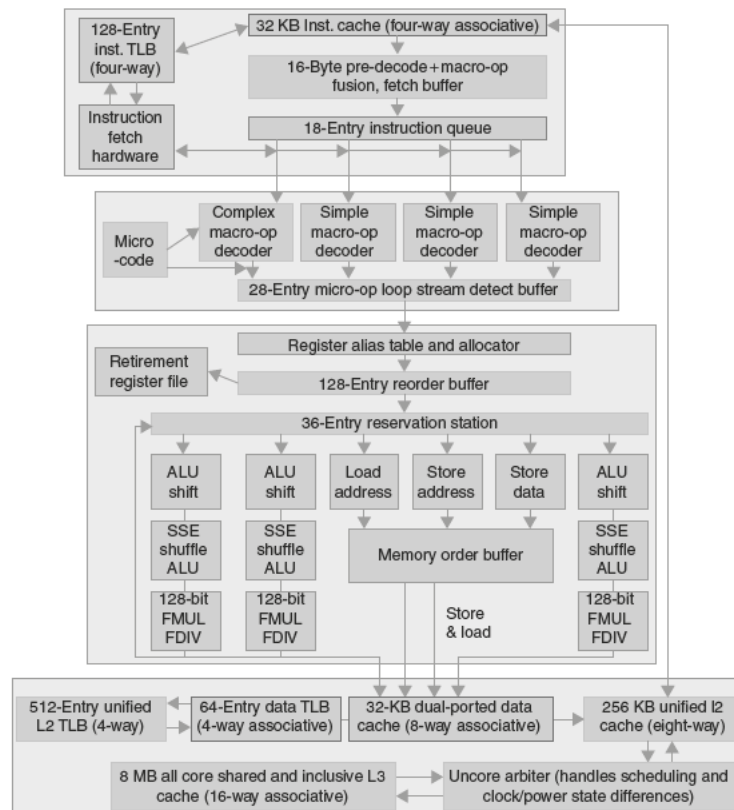 128-Entry
inst. TLB
(four-way)
32 KB Inst. cache (four-way associative)
16-Byte pre-decode+macro-op
fusion, fetch buffer
Instruction
fetch
hardware
18-Entry instruction queue
Micro
-code
Complex
macro-op
decoder
Simple
macro-op
decoder
Simple
macro-op
decoder
Simple
macro-op
decoder
28-Entry micro-op loop stream detect buffer
Register alias table and allocator
Retirement
register file
128-Entry reorder buffer
36-Entry reservation station
ALU
shift
ALU
shift
Load
address
Store
address
Store
data
ALU
shift
SSE
shuffle
ALU
SSE
shuffle
ALU
Memory order buffer
SSE
shuffle
ALU
128-bit
FMUL
FDIV
128-bit
FMUL
FDIV
Store
& load
128-bit
FMUL
FDIV
512-Entry unified
L2 TLB (4-way)
64-Entry data TLB
(4-way associative)
32-KB dual-ported data
cache (8-way associative)
256 KB unified l2
cache (eight-way)
8 MB all core shared and inclusive L3
cache (16-way associative)
Uncore arbiter (handles scheduling and
clock/power state differences)